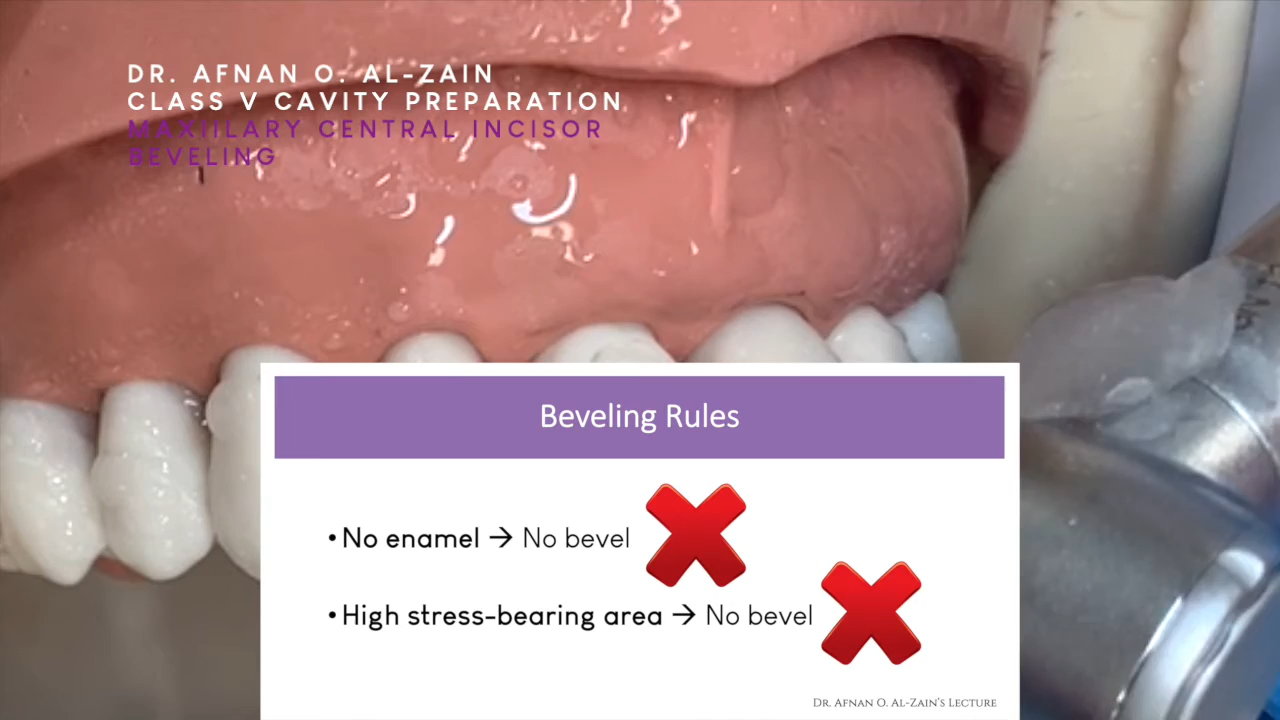 DR. AFNAN O. AL-ZAIN
CLASS V CAVITY PREPARATION
MAXIILARY CENTRAL INCISOR
BEVELING
Beveling Rules
• No enamel → No bevel
• High stress-bearing area → No bevel
DR. AFNAN O. AL-ZAIN'S LECTURE